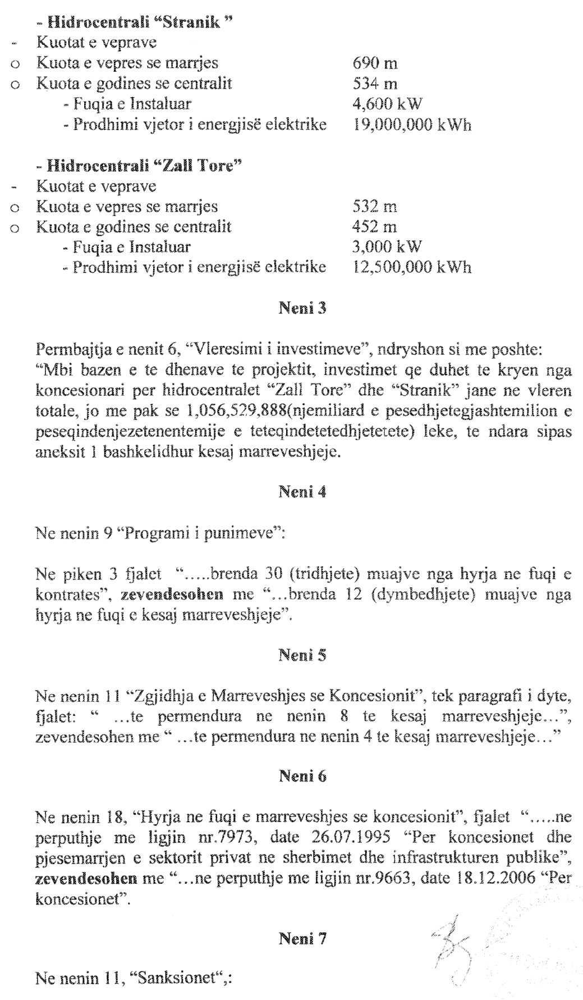 - Hidrocentrali “Stranik ”
- Kuotat e veprave
o Kuota e vepres se marrjes 690 m
o Kuota e godines se centralit 534 m
- Fuqia e Instaluar 4,600 kW
- Prodhimi vjetor i energjisë elektrike 19,000,000 kWh
- Hidrocentrali “Zall Tore”
- Kuotat e veprave
o Kuota e vepres se marrjes 532 m
o Kuota e godines se centralit 452 m
- Fuqia e Instaluar 3,000 kW
- Prodhimi vjetor i energjisë elektrike 12,500,000 kWh
Neni 3
Permbajtja e nenit 6, “Vleresimi i investimeve”, ndryshon si me poshte:
“Mbi bazen e te dhenave te projektit, investimet qe duhet te kryen nga
koncesionari per hidrocentralet “Zall Tore” dhe “Stranik” jane ne vleren
totale, jo me pak se 1,056,529,888(njemiliard e pesedhjetegjashtemilion e
peseqindenjezetenentemije e teteqindetetedhjetetete) leke, te ndara sipas
aneksit 1 bashkelidhur kesaj marreveshjeje.
Neni 4
Ne nenin 9 “Programi i punimeve”:
Ne piken 3 fjalet “.....brenda 30 (tridhjete) muajve nga hyrja ne fuqi e
kontrates”, zevendesohen me “...brenda 12 (dymbedhjete) muajve nga
hyrja ne fuqi e kesaj marreveshjeje”.
Neni 5
Ne nenin 11 “Zgjidhja e Marreveshjes se Koncesionit”, tek paragrafi i dyte,
fjalet: “ ...te permendura ne nenin 8 te kesaj marreveshjeje...”,
zevendesohen me “ ...te permendura ne nenin 4 te kesaj marreveshjeje...”
Neni 6
Ne nenin 18, “Hyrja ne fuqi e marreveshjes se koncesionit”, fjalet “.....ne
perputhje me ligjin nr.7973, date 26.07.1995 “Per koncesionet dhe
pjesemarrjen e sektorit privat ne sherbimet dhe infrastrukturen publike”,
zevendesohen me “...ne perputhje me ligjin nr.9663, date 18.12.2006 “Per
koncesionet”.
Neni 7
Ne nenin 11, “Sanksionet“,: